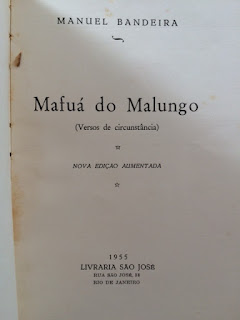 MANUEL BANDEIRA
Mafuá do Malungo
(Versos de circunstância)
NOVA EDIÇÃO AUMENTADA
1955
LIVRARIA SÃO JOSÉ
RUA SÃO JOSÉ, 38
RIO DE JANEIRO